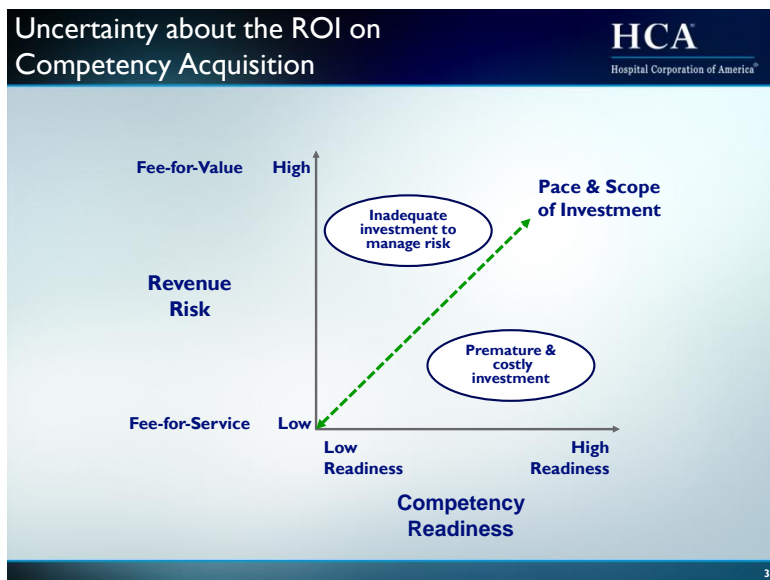 Uncertainty about the ROI on
Competency Acquisition
HCA®
Hospital Corporation of America®
Fee-for-Value High
Pace & Scope
of Investment
Inadequate
investment to
manage risk
Revenue
Risk
Premature &
costly
investment
Fee-for-Service Low
Low
Readiness
High
Readiness
Competency
Readiness
3